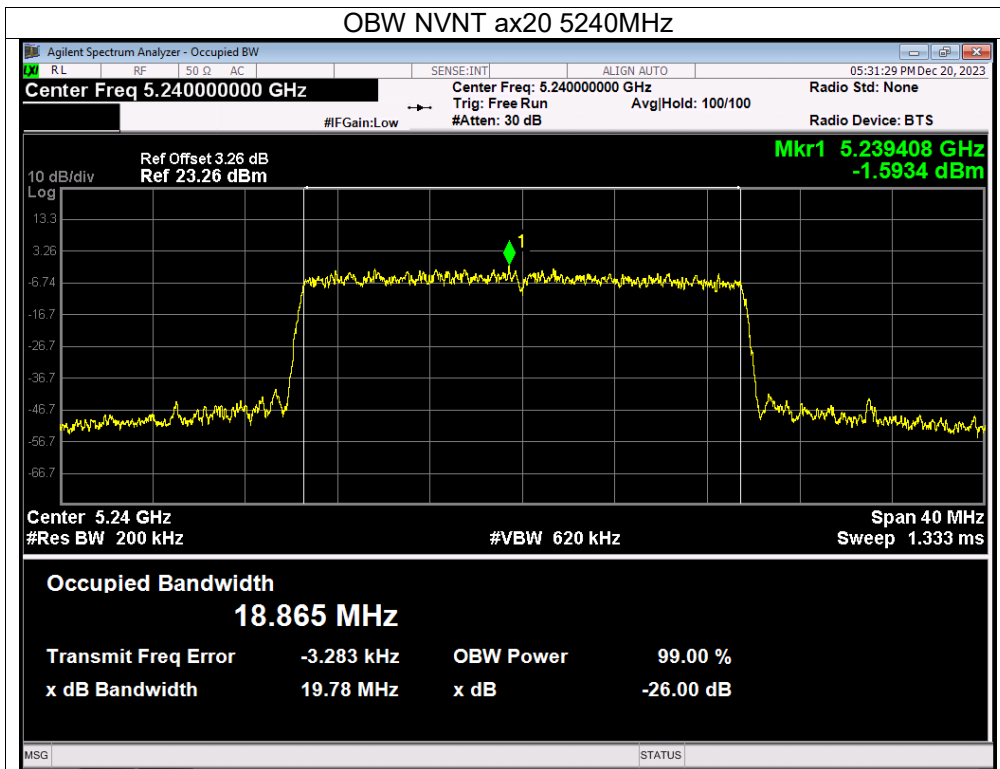 OBW NVNT ax20 5240MHz
Agilent Spectrum Analyzer - Occupied BW
LXI RL RF 50 Ω AC SENSE:INT ALIGN AUTO 05:31:29 PM Dec 20, 2023
Center Freq 5.240000000 GHz Center Freq: 5.240000000 GHz Radio Std: None
Trig: Free Run Avg|Hold: 100/100
#IFGain:Low #Atten: 30 dB Radio Device: BTS
Mkr1 5.239408 GHz
-1.5934 dBm
Ref Offset 3.26 dB
10 dB/div Ref 23.26 dBm
Log
13.3
1
3.26
-6.74
-16.7
-26.7
-36.7
-46.7
-56.7
-66.7
Center 5.24 GHz Span 40 MHz
#Res BW 200 kHz #VBW 620 kHz Sweep 1.333 ms
Occupied Bandwidth
18.865 MHz
Transmit Freq Error -3.283 kHz OBW Power 99.00 %
x dB Bandwidth 19.78 MHz x dB -26.00 dB
MSG STATUS